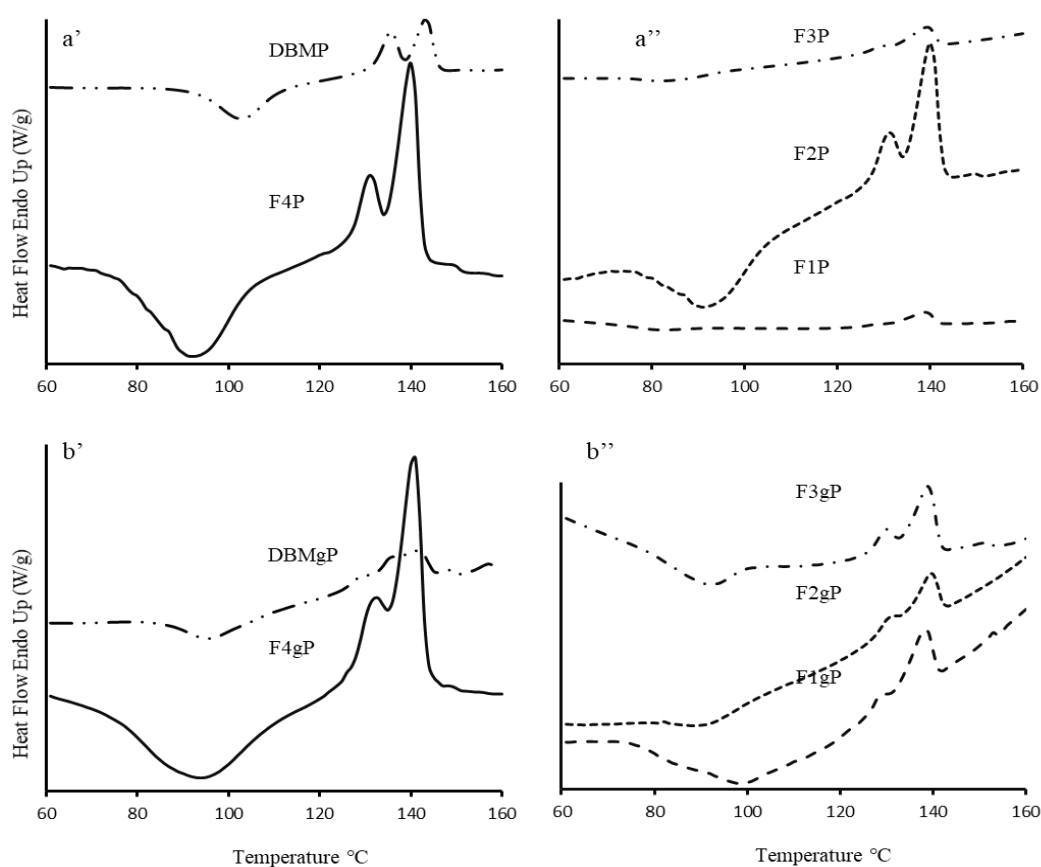 a’
DBMP
F4P
Heat Flow Endo Up (W/g)
60 80 100 120 140 160
a’’
F3P
F2P
F1P
60 80 100 120 140 160
b’
DBMgP
F4gP
Heat Flow Endo Up (W/g)
60 80 100 120 140 160
Temperature °C
b’’
F3gP
F2gP
F1gP
60 80 100 120 140 160
Temperature °C